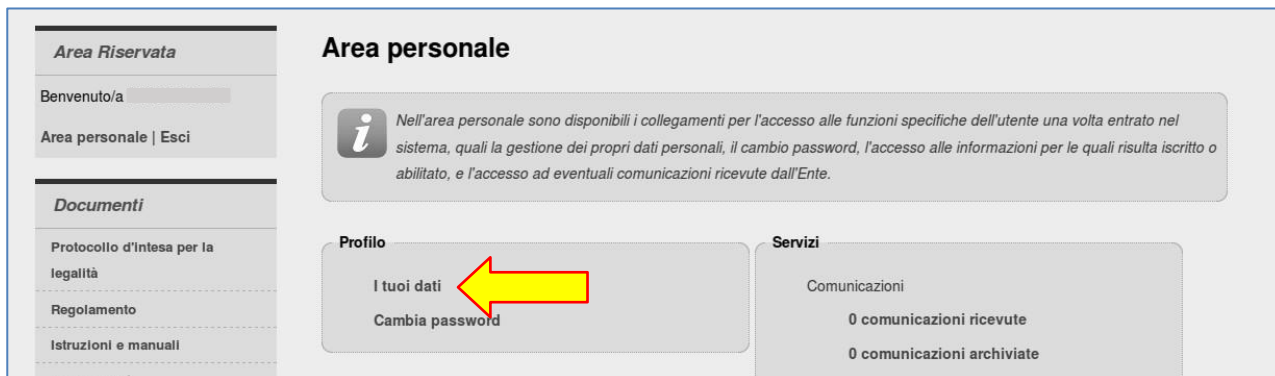 Area Riservata
Benvenuto/a
Area personale | Esci
Documenti
Protocollo d'intesa per la
legalità
Regolamento
Istruzioni e manuali
Area personale
Nell'area personale sono disponibili i collegamenti per l'accesso alle funzioni specifiche dell'utente una volta entrato nel
sistema, quali la gestione dei propri dati personali, il cambio password, l'accesso alle informazioni per le quali risulta iscritto o
abilitato, e l'accesso ad eventuali comunicazioni ricevute dall'Ente.
Profilo
I tuoi dati
Cambia password
Servizi
Comunicazioni
0 comunicazioni ricevute
0 comunicazioni archiviate